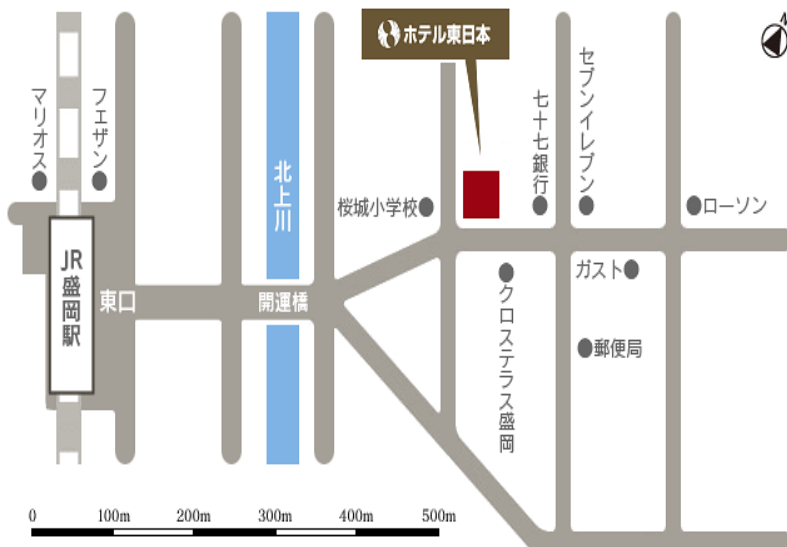 ホテル東日本
N
マリオス
フェザン
北上川
桜城小学校
七十七銀行
セブンイレブン
ローソン
JR盛岡駅
東口
開運橋
クロステラス盛岡
ガスト
郵便局
0 100m 200m 300m 400m 500m